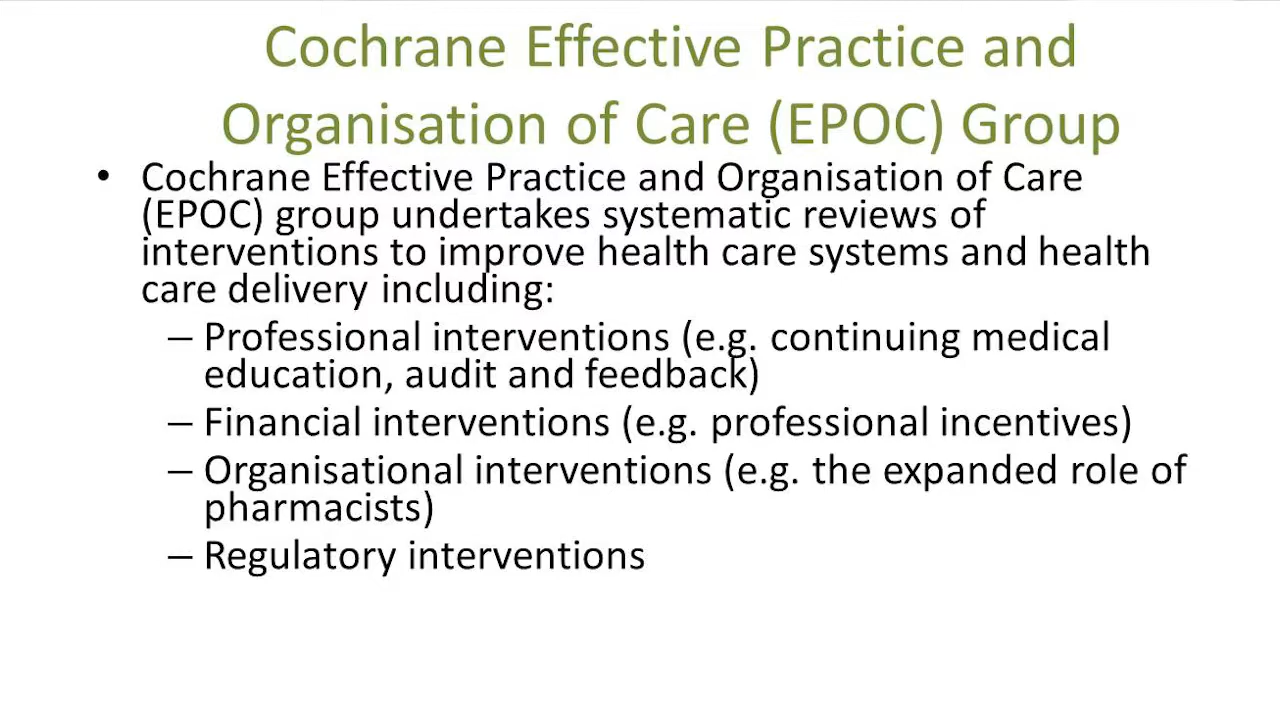 Cochrane Effective Practice and
Organisation of Care (EPOC) Group
• Cochrane Effective Practice and Organisation of Care
(EPOC) group undertakes systematic reviews of
interventions to improve health care systems and health
care delivery including:
– Professional interventions (e.g. continuing medical
education, audit and feedback)
– Financial interventions (e.g. professional incentives)
– Organisational interventions (e.g. the expanded role of
pharmacists)
– Regulatory interventions